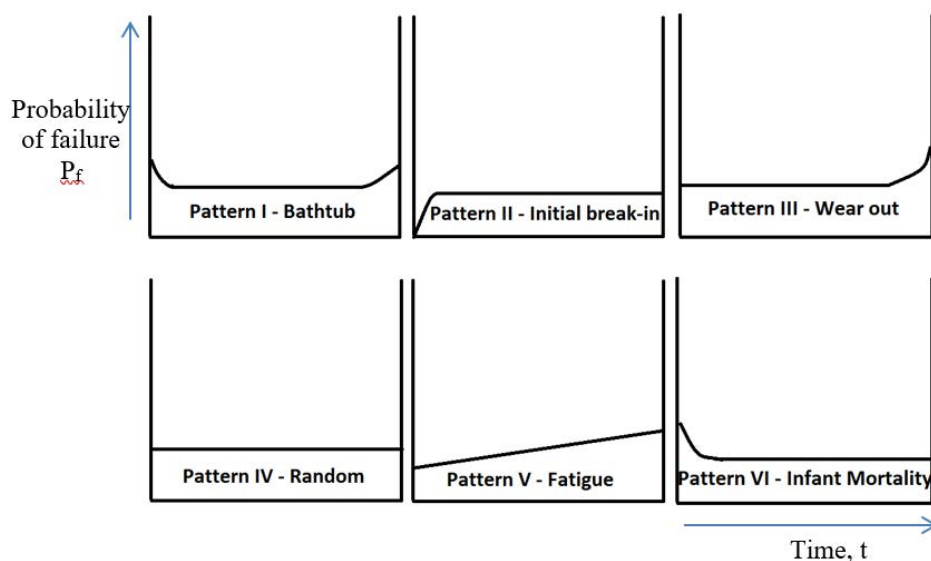 Probability
of failure
Pf
Pattern I - Bathtub
Pattern II - Initial break-in
Pattern III - Wear out
Pattern IV - Random
Pattern V - Fatigue
Pattern VI - Infant Mortality
Time, t